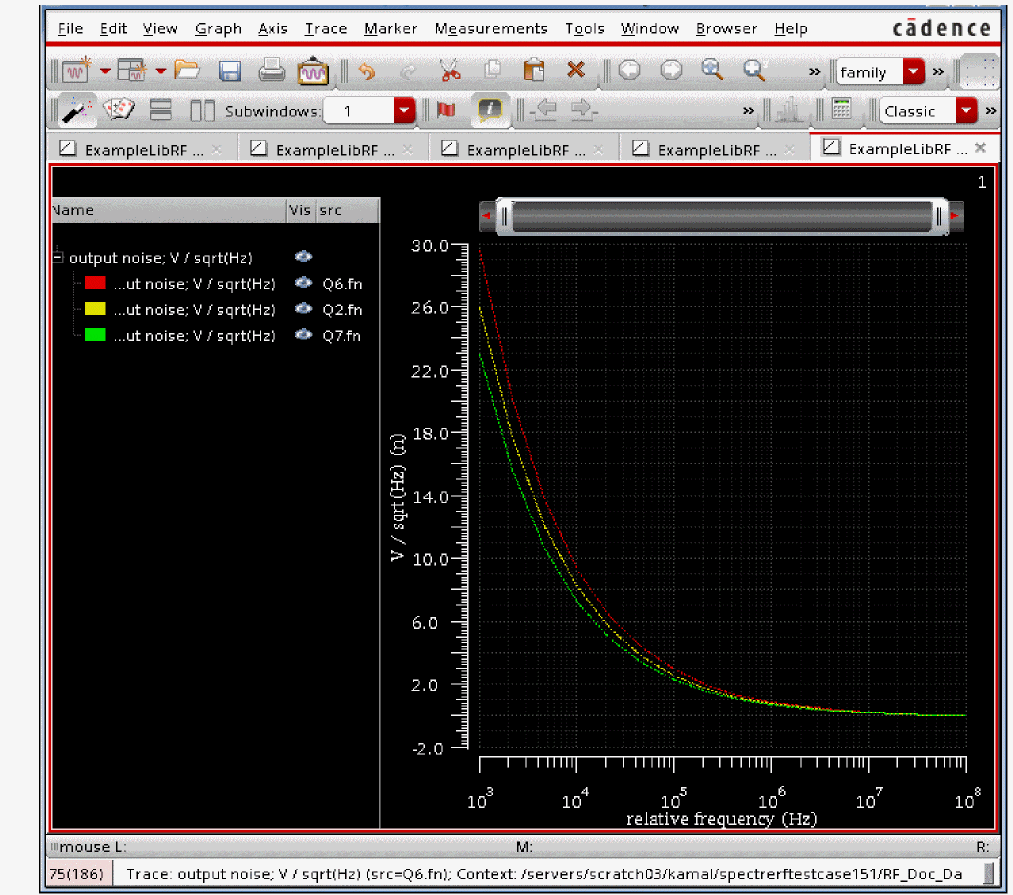 File Edit View Graph Axis Trace Marker Measurements Tools Window Browser Help cādence
» family »
Subwindows: 1 » Classic »
ExampleLibRF ... ExampleLibRF ... ExampleLibRF ... ExampleLibRF ... ExampleLibRF ...
1
Name Vis src
output noise; V / sqrt(Hz)
...ut noise; V / sqrt(Hz) Q6.fn
...ut noise; V / sqrt(Hz) Q2.fn
...ut noise; V / sqrt(Hz) Q7.fn
V / sqrt(Hz) (n)
30.0
26.0
22.0
18.0
14.0
10.0
6.0
2.0
-2.0
10^3 10^4 10^5 10^6 10^7 10^8
relative frequency (Hz)
mouse L: M: R:
75(186) Trace: output noise; V / sqrt(Hz) (src=Q6.fn); Context: /servers/scratch03/kamal/spectrerftestcase151/RF_Doc_Da